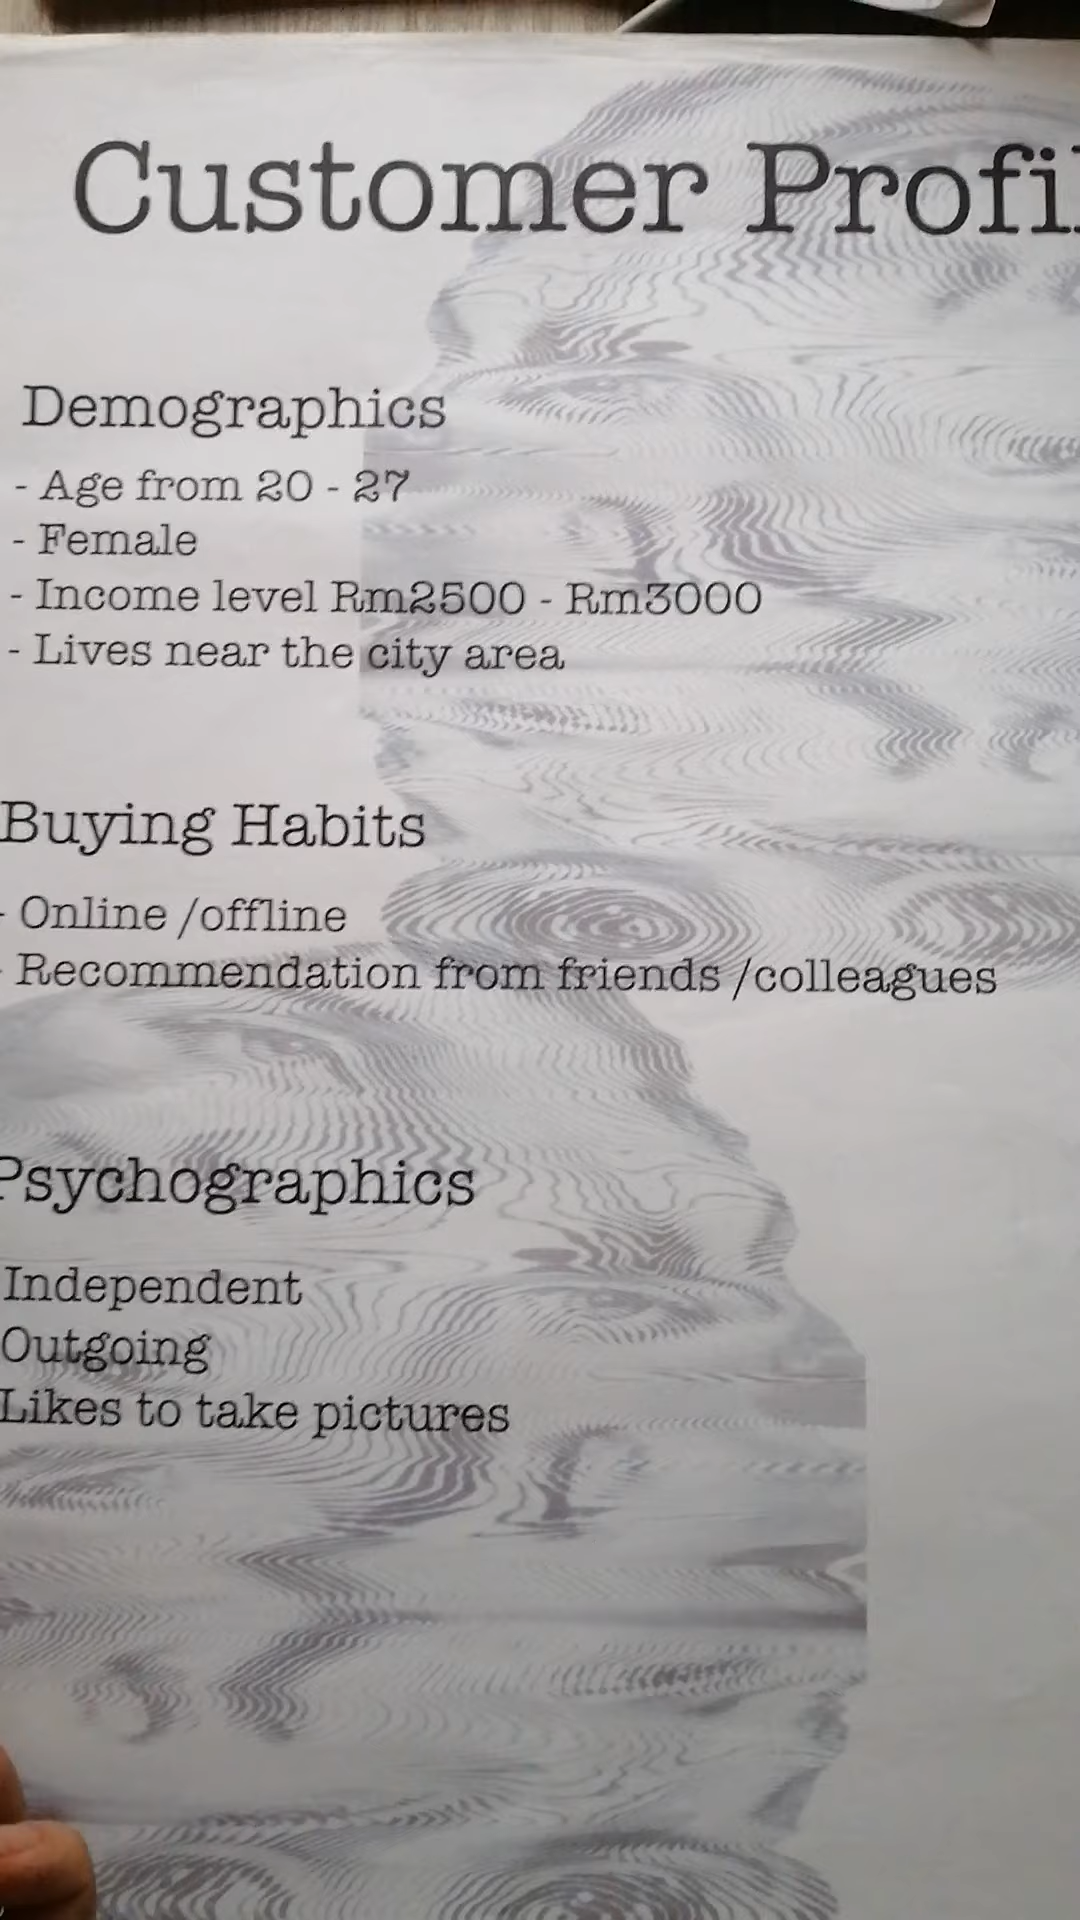 Customer Profil
Demographics
- Age from 20 - 27
- Female
- Income level Rm2500 - Rm3000
- Lives near the city area
Buying Habits
- Online /offline
- Recommendation from friends /colleagues
Psychographics
Independent
Outgoing
Likes to take pictures